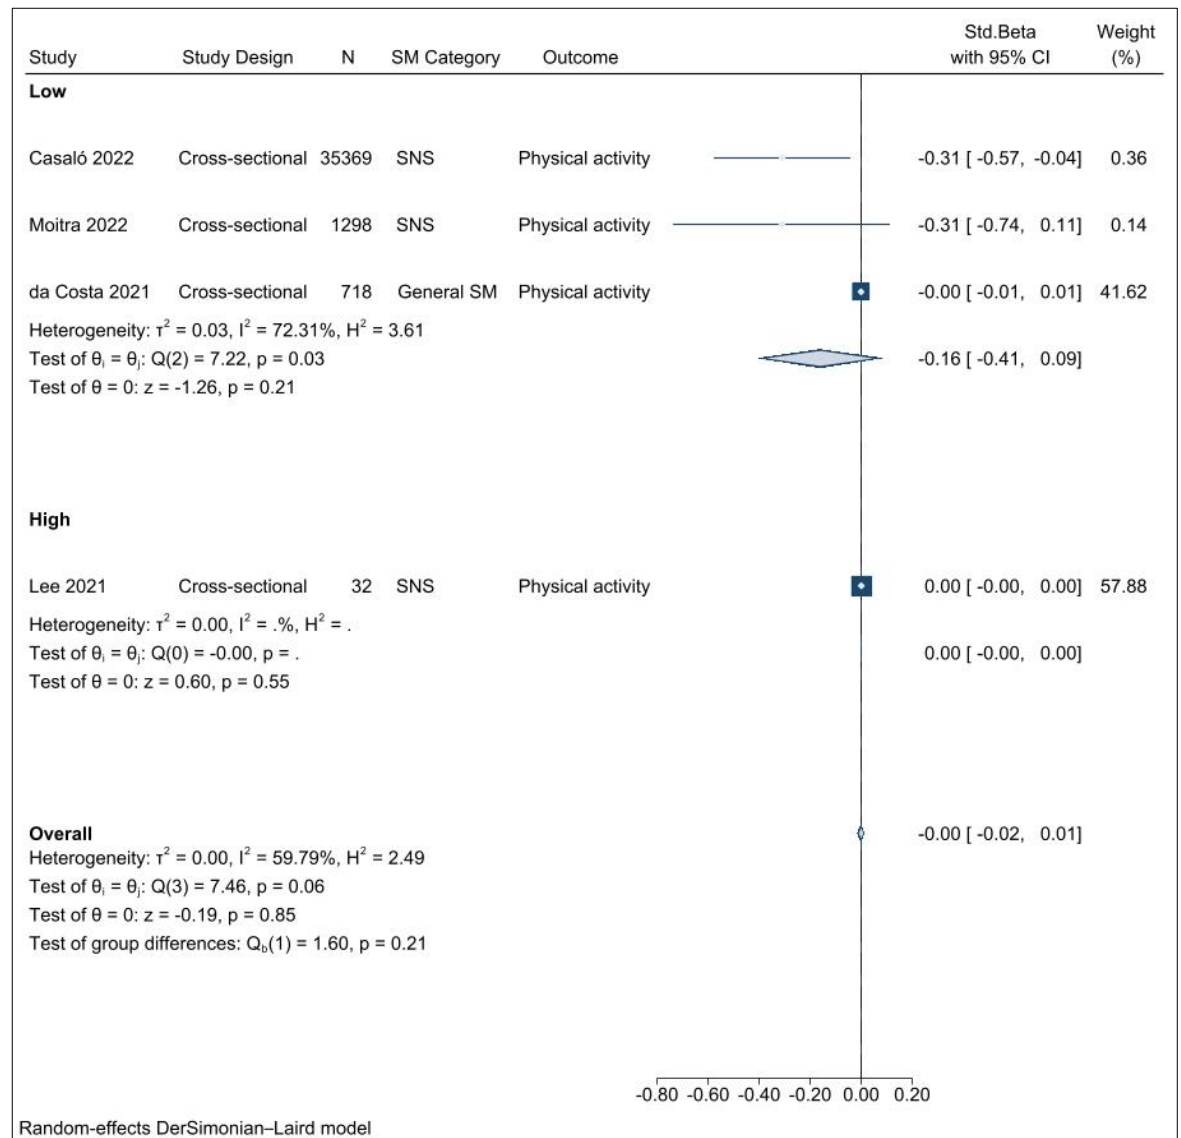 Std.Beta Weight
Study Study Design N SM Category Outcome with 95% CI (%)
Low
Casaló 2022 Cross-sectional 35369 SNS Physical activity -0.31 [ -0.57, -0.04] 0.36
Moitra 2022 Cross-sectional 1298 SNS Physical activity -0.31 [ -0.74, 0.11] 0.14
da Costa 2021 Cross-sectional 718 General SM Physical activity -0.00 [ -0.01, 0.01] 41.62
Heterogeneity: τ² = 0.03, I² = 72.31%, H² = 3.61
Test of θᵢ = θⱼ: Q(2) = 7.22, p = 0.03 -0.16 [ -0.41, 0.09]
Test of θ = 0: z = -1.26, p = 0.21
High
Lee 2021 Cross-sectional 32 SNS Physical activity 0.00 [ -0.00, 0.00] 57.88
Heterogeneity: τ² = 0.00, I² = .%, H² = .
Test of θᵢ = θⱼ: Q(0) = -0.00, p = . 0.00 [ -0.00, 0.00]
Test of θ = 0: z = 0.60, p = 0.55
Overall -0.00 [ -0.02, 0.01]
Heterogeneity: τ² = 0.00, I² = 59.79%, H² = 2.49
Test of θᵢ = θⱼ: Q(3) = 7.46, p = 0.06
Test of θ = 0: z = -0.19, p = 0.85
Test of group differences: Q_b(1) = 1.60, p = 0.21
-0.80 -0.60 -0.40 -0.20 0.00 0.20
Random-effects DerSimonian–Laird model